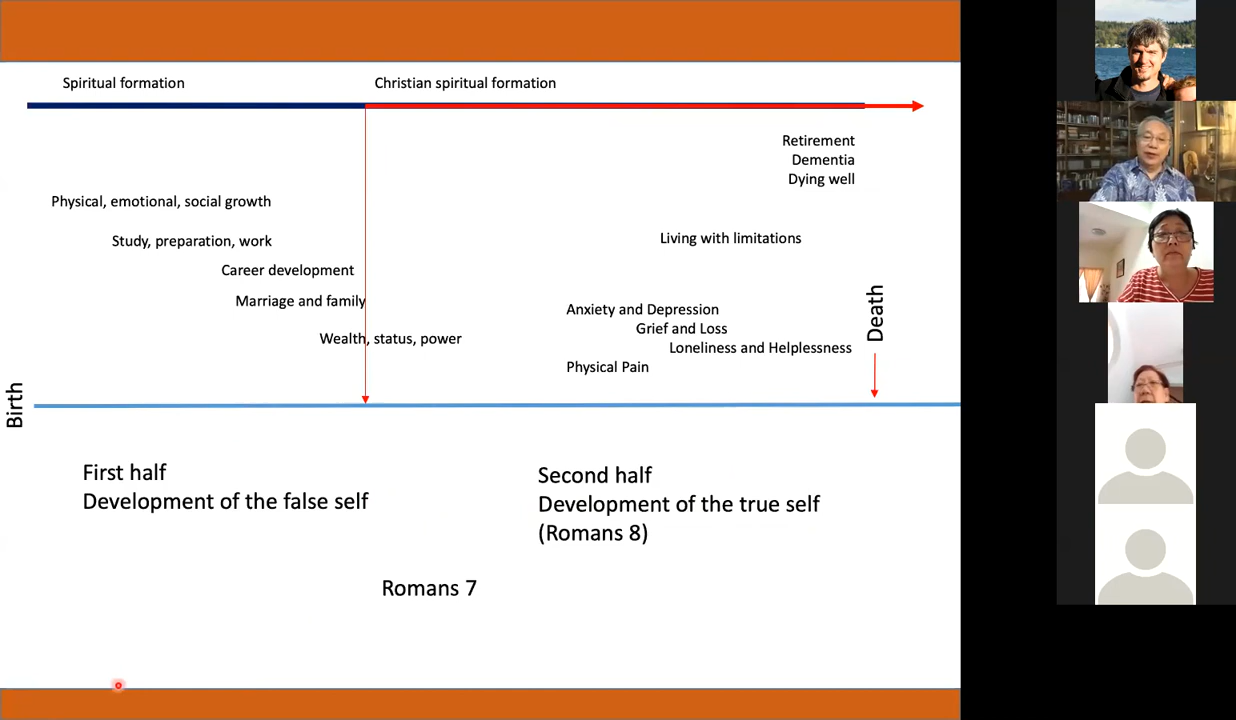 Spiritual formation
Christian spiritual formation
Retirement
Dementia
Dying well
Physical, emotional, social growth
Study, preparation, work
Living with limitations
Career development
Marriage and family
Anxiety and Depression
Grief and Loss
Wealth, status, power
Loneliness and Helplessness
Physical Pain
Death
Birth
First half
Development of the false self
Second half
Development of the true self
(Romans 8)
Romans 7